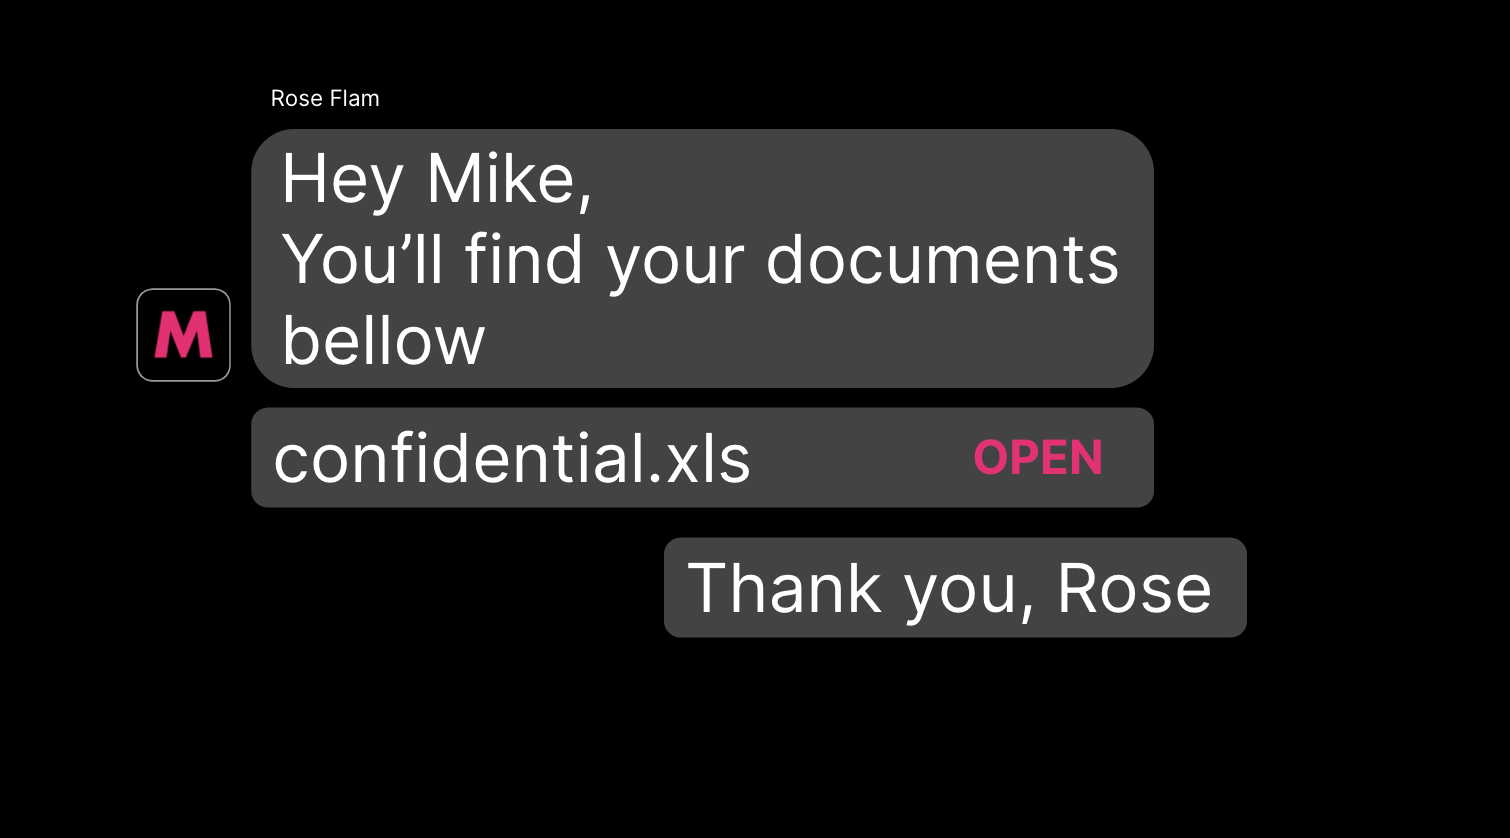 Rose Flam
Hey Mike,
You’ll find your documents
bellow
M
confidential.xls OPEN
Thank you, Rose